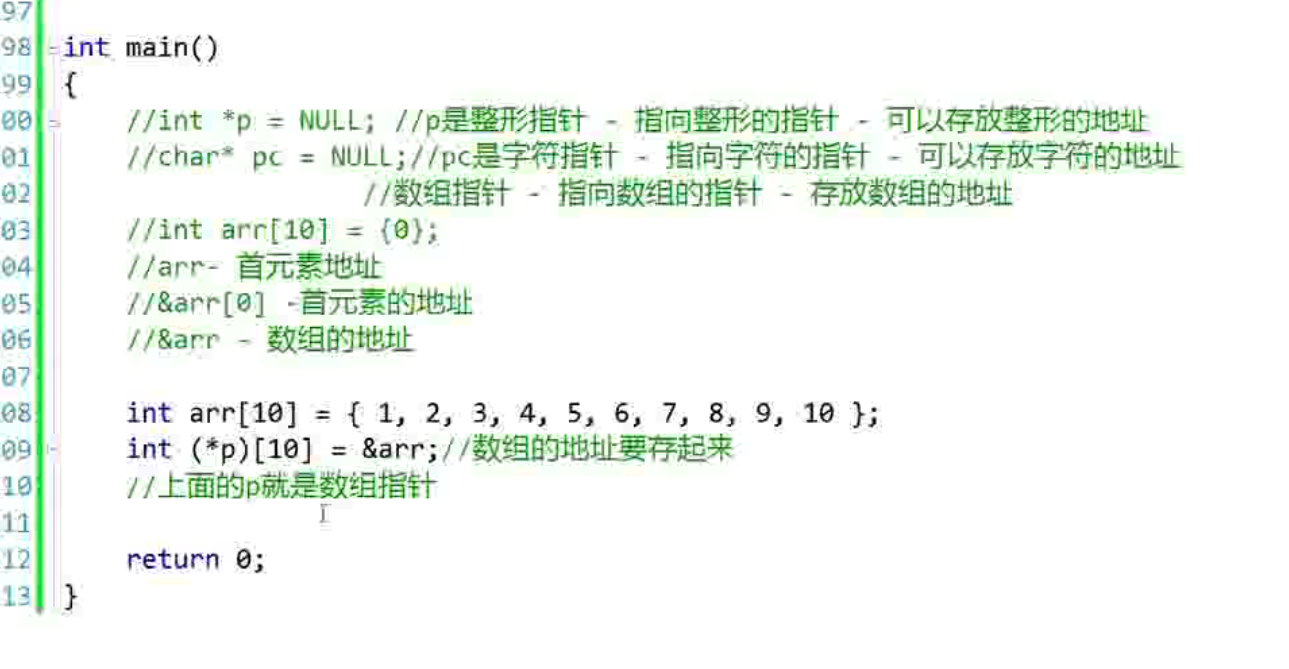 97
98 int main()
99 {
00 //int *p = NULL; //p是整形指针 - 指向整形的指针 - 可以存放整形的地址
01 //char* pc = NULL;//pc是字符指针 - 指向字符的指针 - 可以存放字符的地址
02 //数组指针 - 指向数组的指针 - 存放数组的地址
03 //int arr[10] = {0};
04 //arr- 首元素地址
05 //&arr[0] -首元素的地址
06 //&arr - 数组的地址
07
08 int arr[10] = { 1, 2, 3, 4, 5, 6, 7, 8, 9, 10 };
09 int (*p)[10] = &arr;//数组的地址要存起来
10 //上面的p就是数组指针
11
12 return 0;
13 }